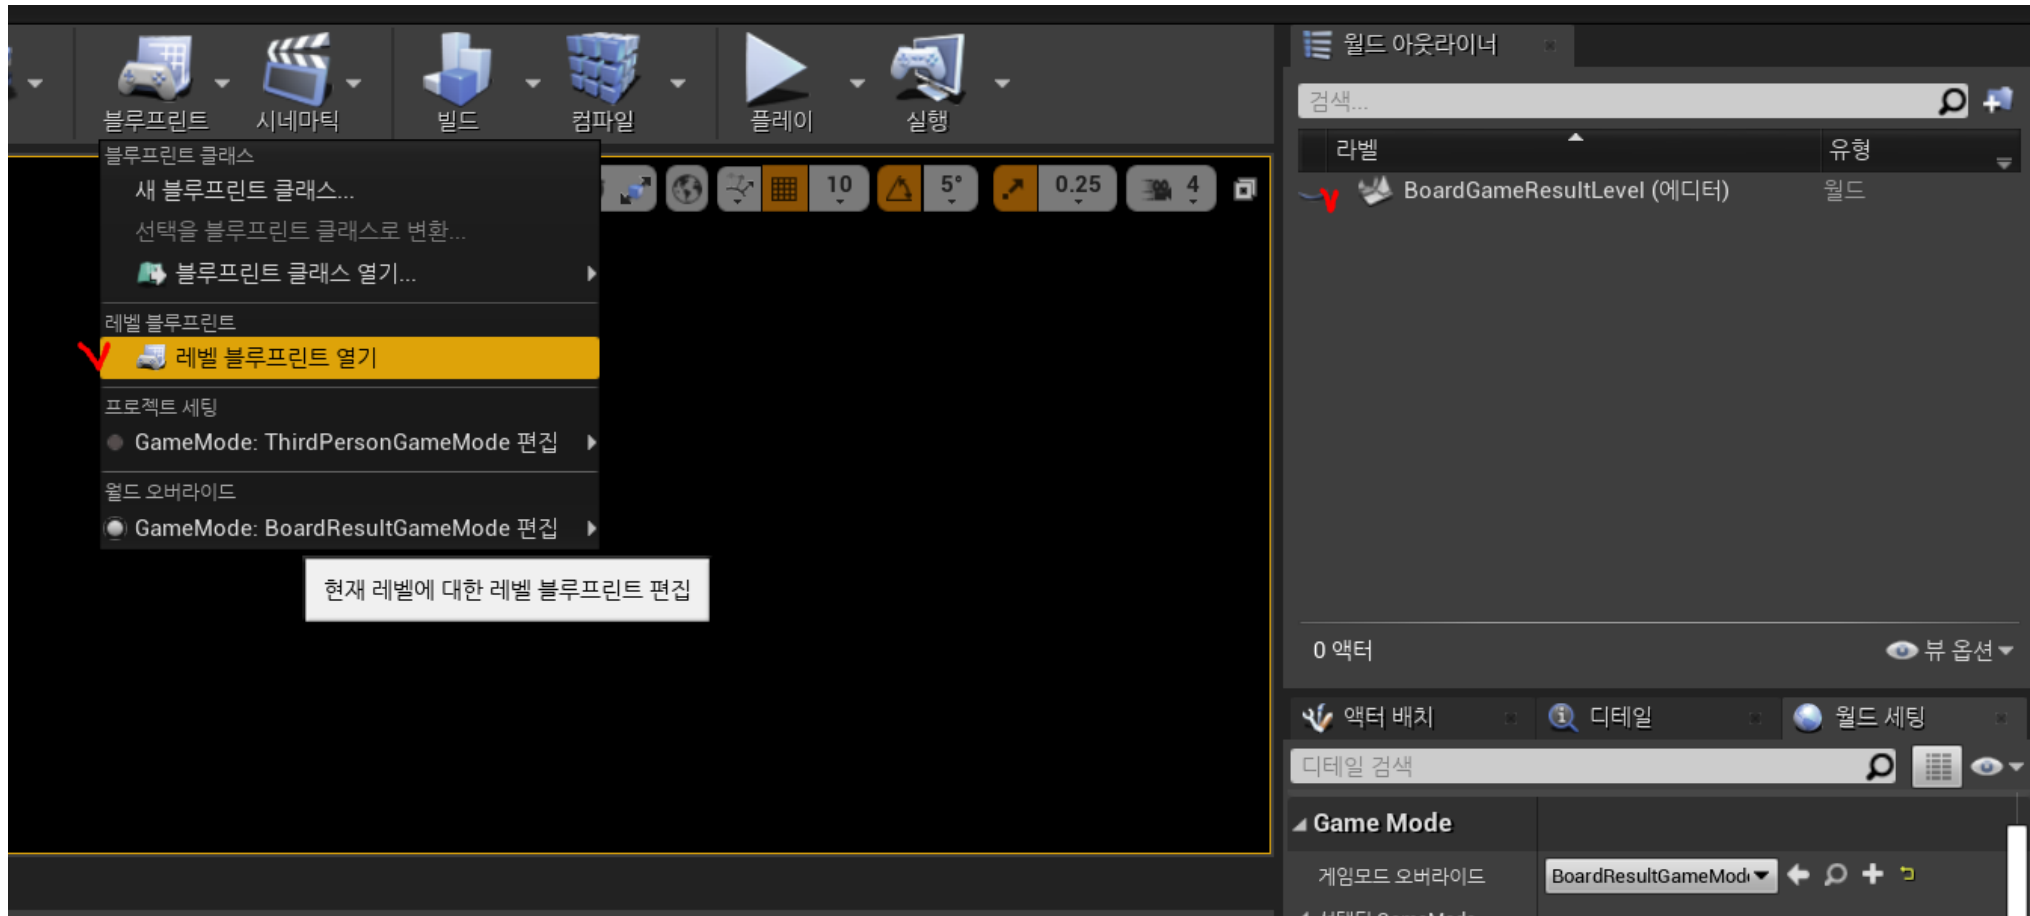 블루프린트
시네마틱
빌드
컴파일
플레이
실행
블루프린트 클래스
새 블루프린트 클래스...
선택을 블루프린트 클래스로 변환...
블루프린트 클래스 열기...
레벨 블루프린트
레벨 블루프린트 열기
프로젝트 세팅
GameMode: ThirdPersonGameMode 편집
월드 오버라이드
GameMode: BoardResultGameMode 편집
현재 레벨에 대한 레벨 블루프린트 편집
10
5°
0.25
4
월드 아웃라이너
검색...
라벨 유형
BoardGameResultLevel (에디터) 월드
0 액터 뷰 옵션
액터 배치 디테일 월드 세팅
디테일 검색
Game Mode
게임모드 오버라이드 BoardResultGameMod